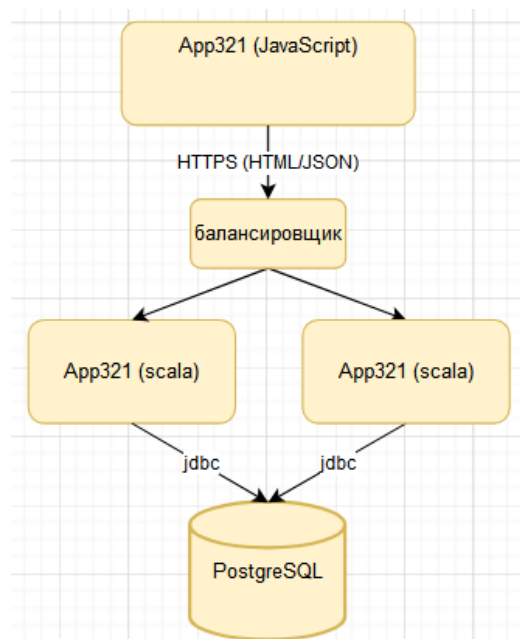 App321 (JavaScript)
HTTPS (HTML/JSON)
балансировщик
App321 (scala)
App321 (scala)
jdbc
jdbc
PostgreSQL